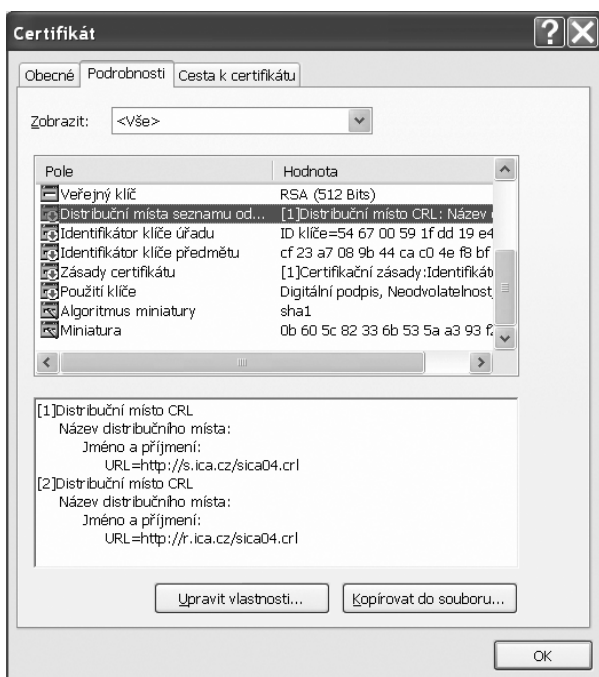 Certifikát
Obecné Podrobnosti Cesta k certifikátu
Zobrazit: <Vše>
Pole Hodnota
Veřejný klíč RSA (512 Bits)
Distribuční místa seznamu od... [1]Distribuční místo CRL: Název
Identifikátor klíče úřadu ID klíče=54 67 00 59 1f dd 19 e4
Identifikátor klíče předmětu cf 23 a7 08 9b 44 ca c0 4e f8 bf
Zásady certifikátu [1]Certifikační zásady:Identifikát
Použití klíče Digitální podpis, Neodvolatelnost,
Algoritmus miniatury sha1
Miniatura 0b 60 5c 82 33 6b 53 5a a3 93
[1]Distribuční místo CRL
Název distribučního místa:
Jméno a příjmení:
URL=http://s.ica.cz/sica04.crl
[2]Distribuční místo CRL
Název distribučního místa:
Jméno a příjmení:
URL=http://r.ica.cz/sica04.crl
Upravit vlastnosti... Kopírovat do souboru...
OK